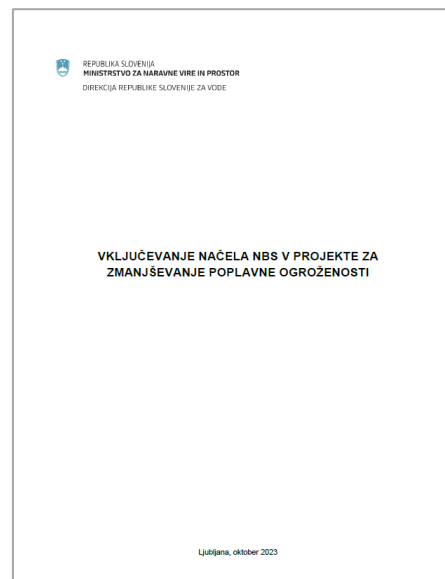 REPUBLIKA SLOVENIJA
MINISTRSTVO ZA NARAVNE VIRE IN PROSTOR
DIREKCIJA REPUBLIKE SLOVENIJE ZA VODE
VKLJUČEVANJE NAČELA NBS V PROJEKTE ZA
ZMANJŠEVANJE POPLAVNE OGROŽENOSTI
Ljubljana, oktober 2023